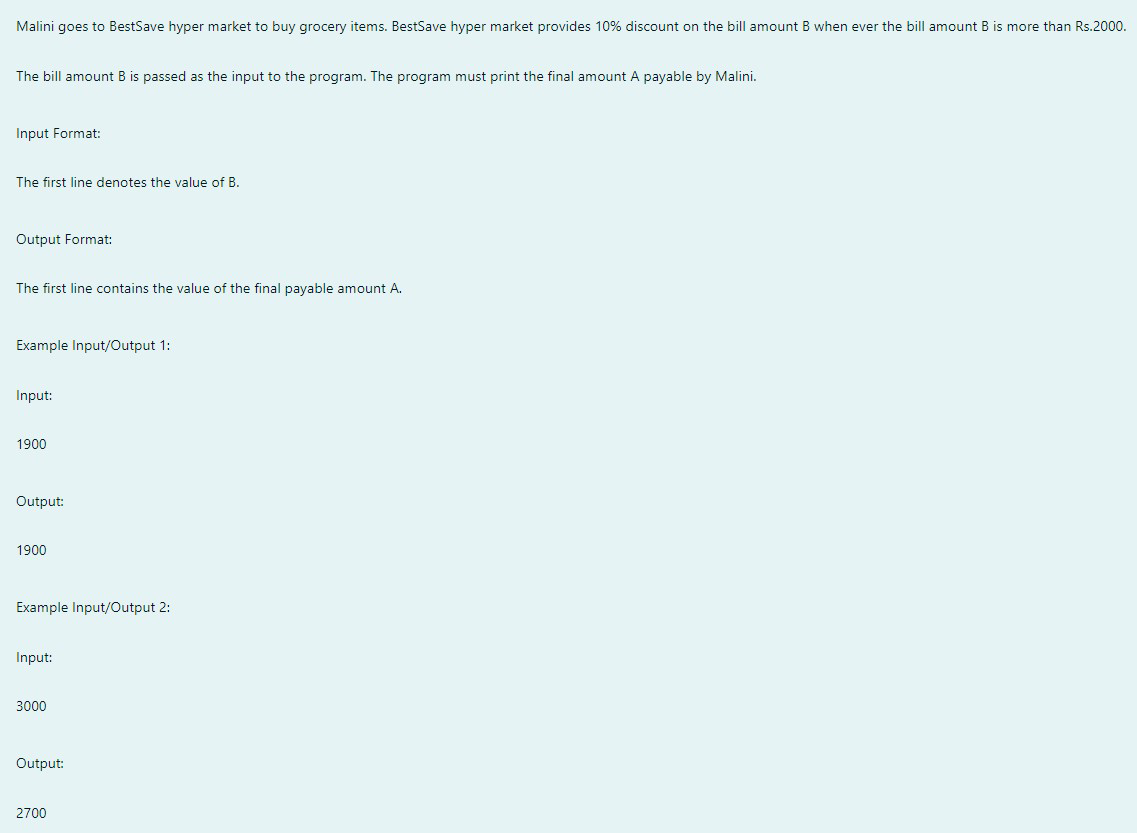 Malini goes to BestSave hyper market to buy grocery items. BestSave hyper market provides 10% discount on the bill amount B when ever the bill amount B is more than Rs.2000.
The bill amount B is passed as the input to the program. The program must print the final amount A payable by Malini.
Input Format:
The first line denotes the value of B.
Output Format:
The first line contains the value of the final payable amount A.
Example Input/Output 1:
Input:
1900
Output:
1900
Example Input/Output 2:
Input:
3000
Output:
2700